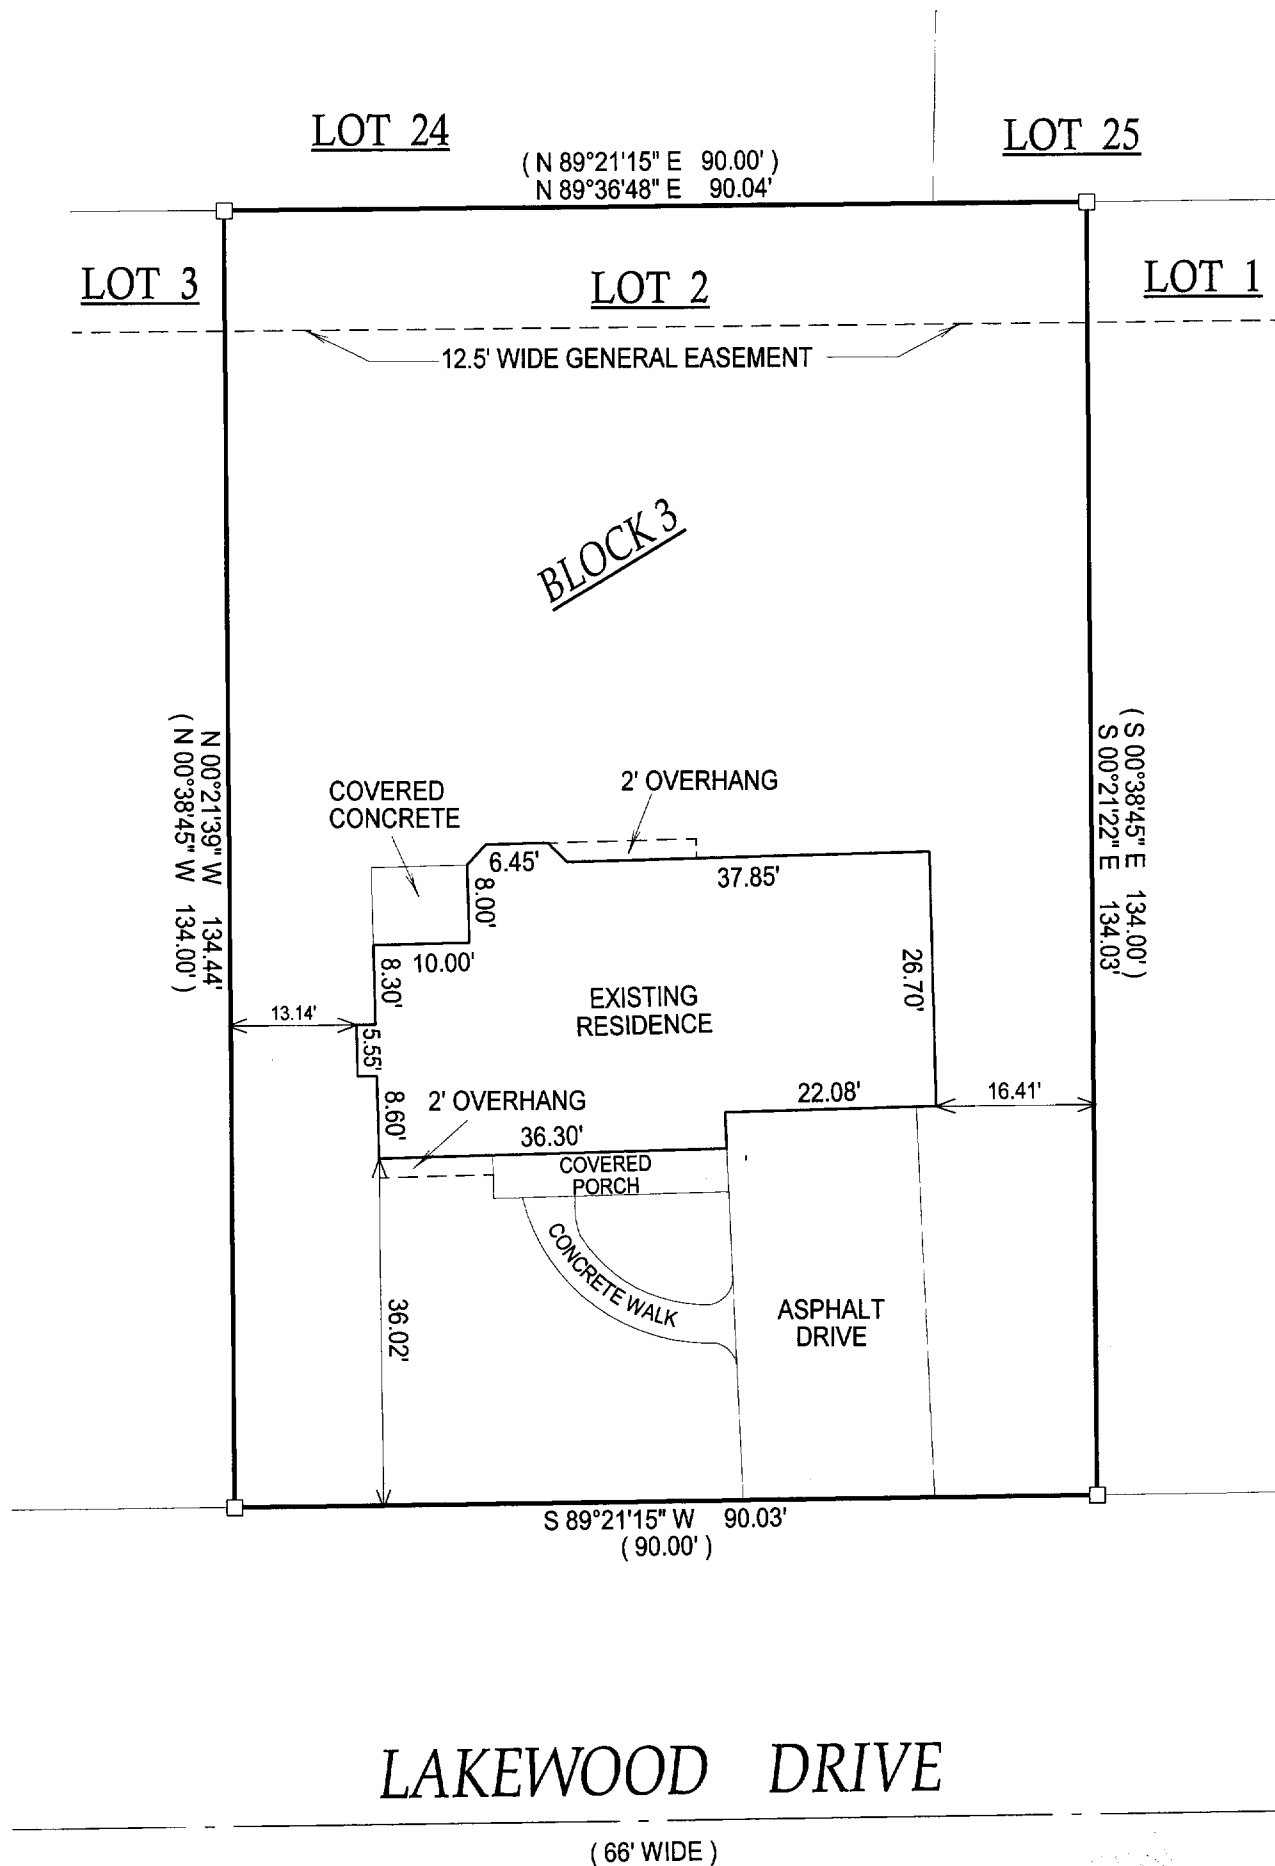 LOT 24
LOT 25
( N 89°21'15" E 90.00' )
N 89°36'48" E 90.04'
LOT 3
LOT 2
LOT 1
12.5' WIDE GENERAL EASEMENT
BLOCK 3
N 00°21'39" W 134.44'
( N 00°38'45" W 134.00' )
( S 00°38'45" E 134.00' )
S 00°21'22" E 134.03'
COVERED
CONCRETE
2' OVERHANG
6.45'
37.85'
8.00'
10.00'
8.30'
26.70'
EXISTING
RESIDENCE
13.14'
5.55'
8.60'
2' OVERHANG
22.08'
16.41'
36.30'
COVERED
PORCH
CONCRETE WALK
36.02'
ASPHALT
DRIVE
S 89°21'15" W 90.03'
( 90.00' )
LAKEWOOD DRIVE
( 66' WIDE )